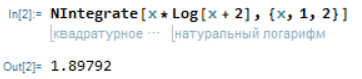 In[2]:= NIntegrate[x * Log[x + 2], {x, 1, 2}]
квадратурное ⋯ натуральный логарифм
Out[2]= 1.89792